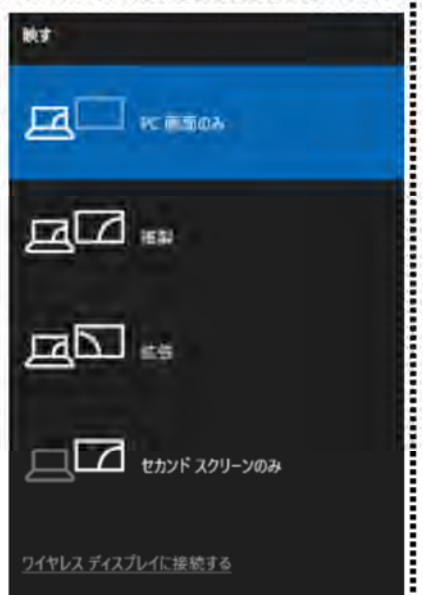 映す
PC 画面のみ
複製
拡張
セカンド スクリーンのみ
ワイヤレス ディスプレイに接続する